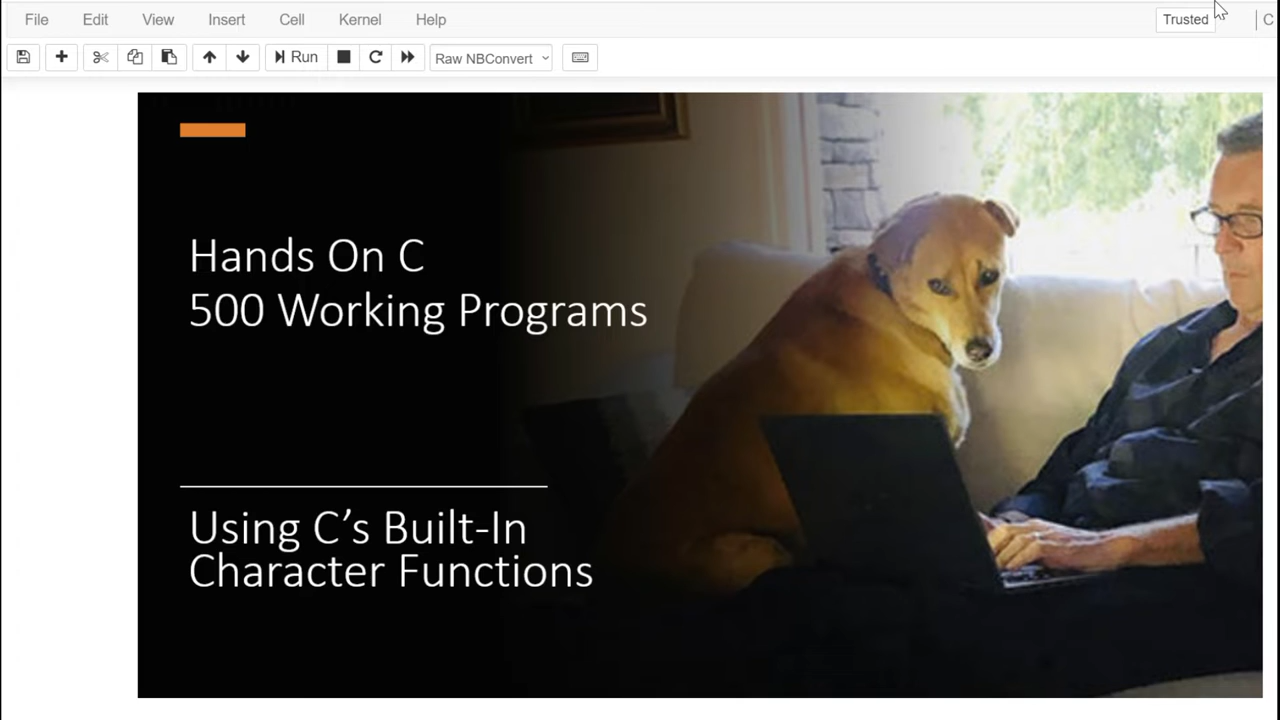 File Edit View Insert Cell Kernel Help Trusted C
Run Raw NBConvert
Hands On C
500 Working Programs
Using C’s Built-In
Character Functions